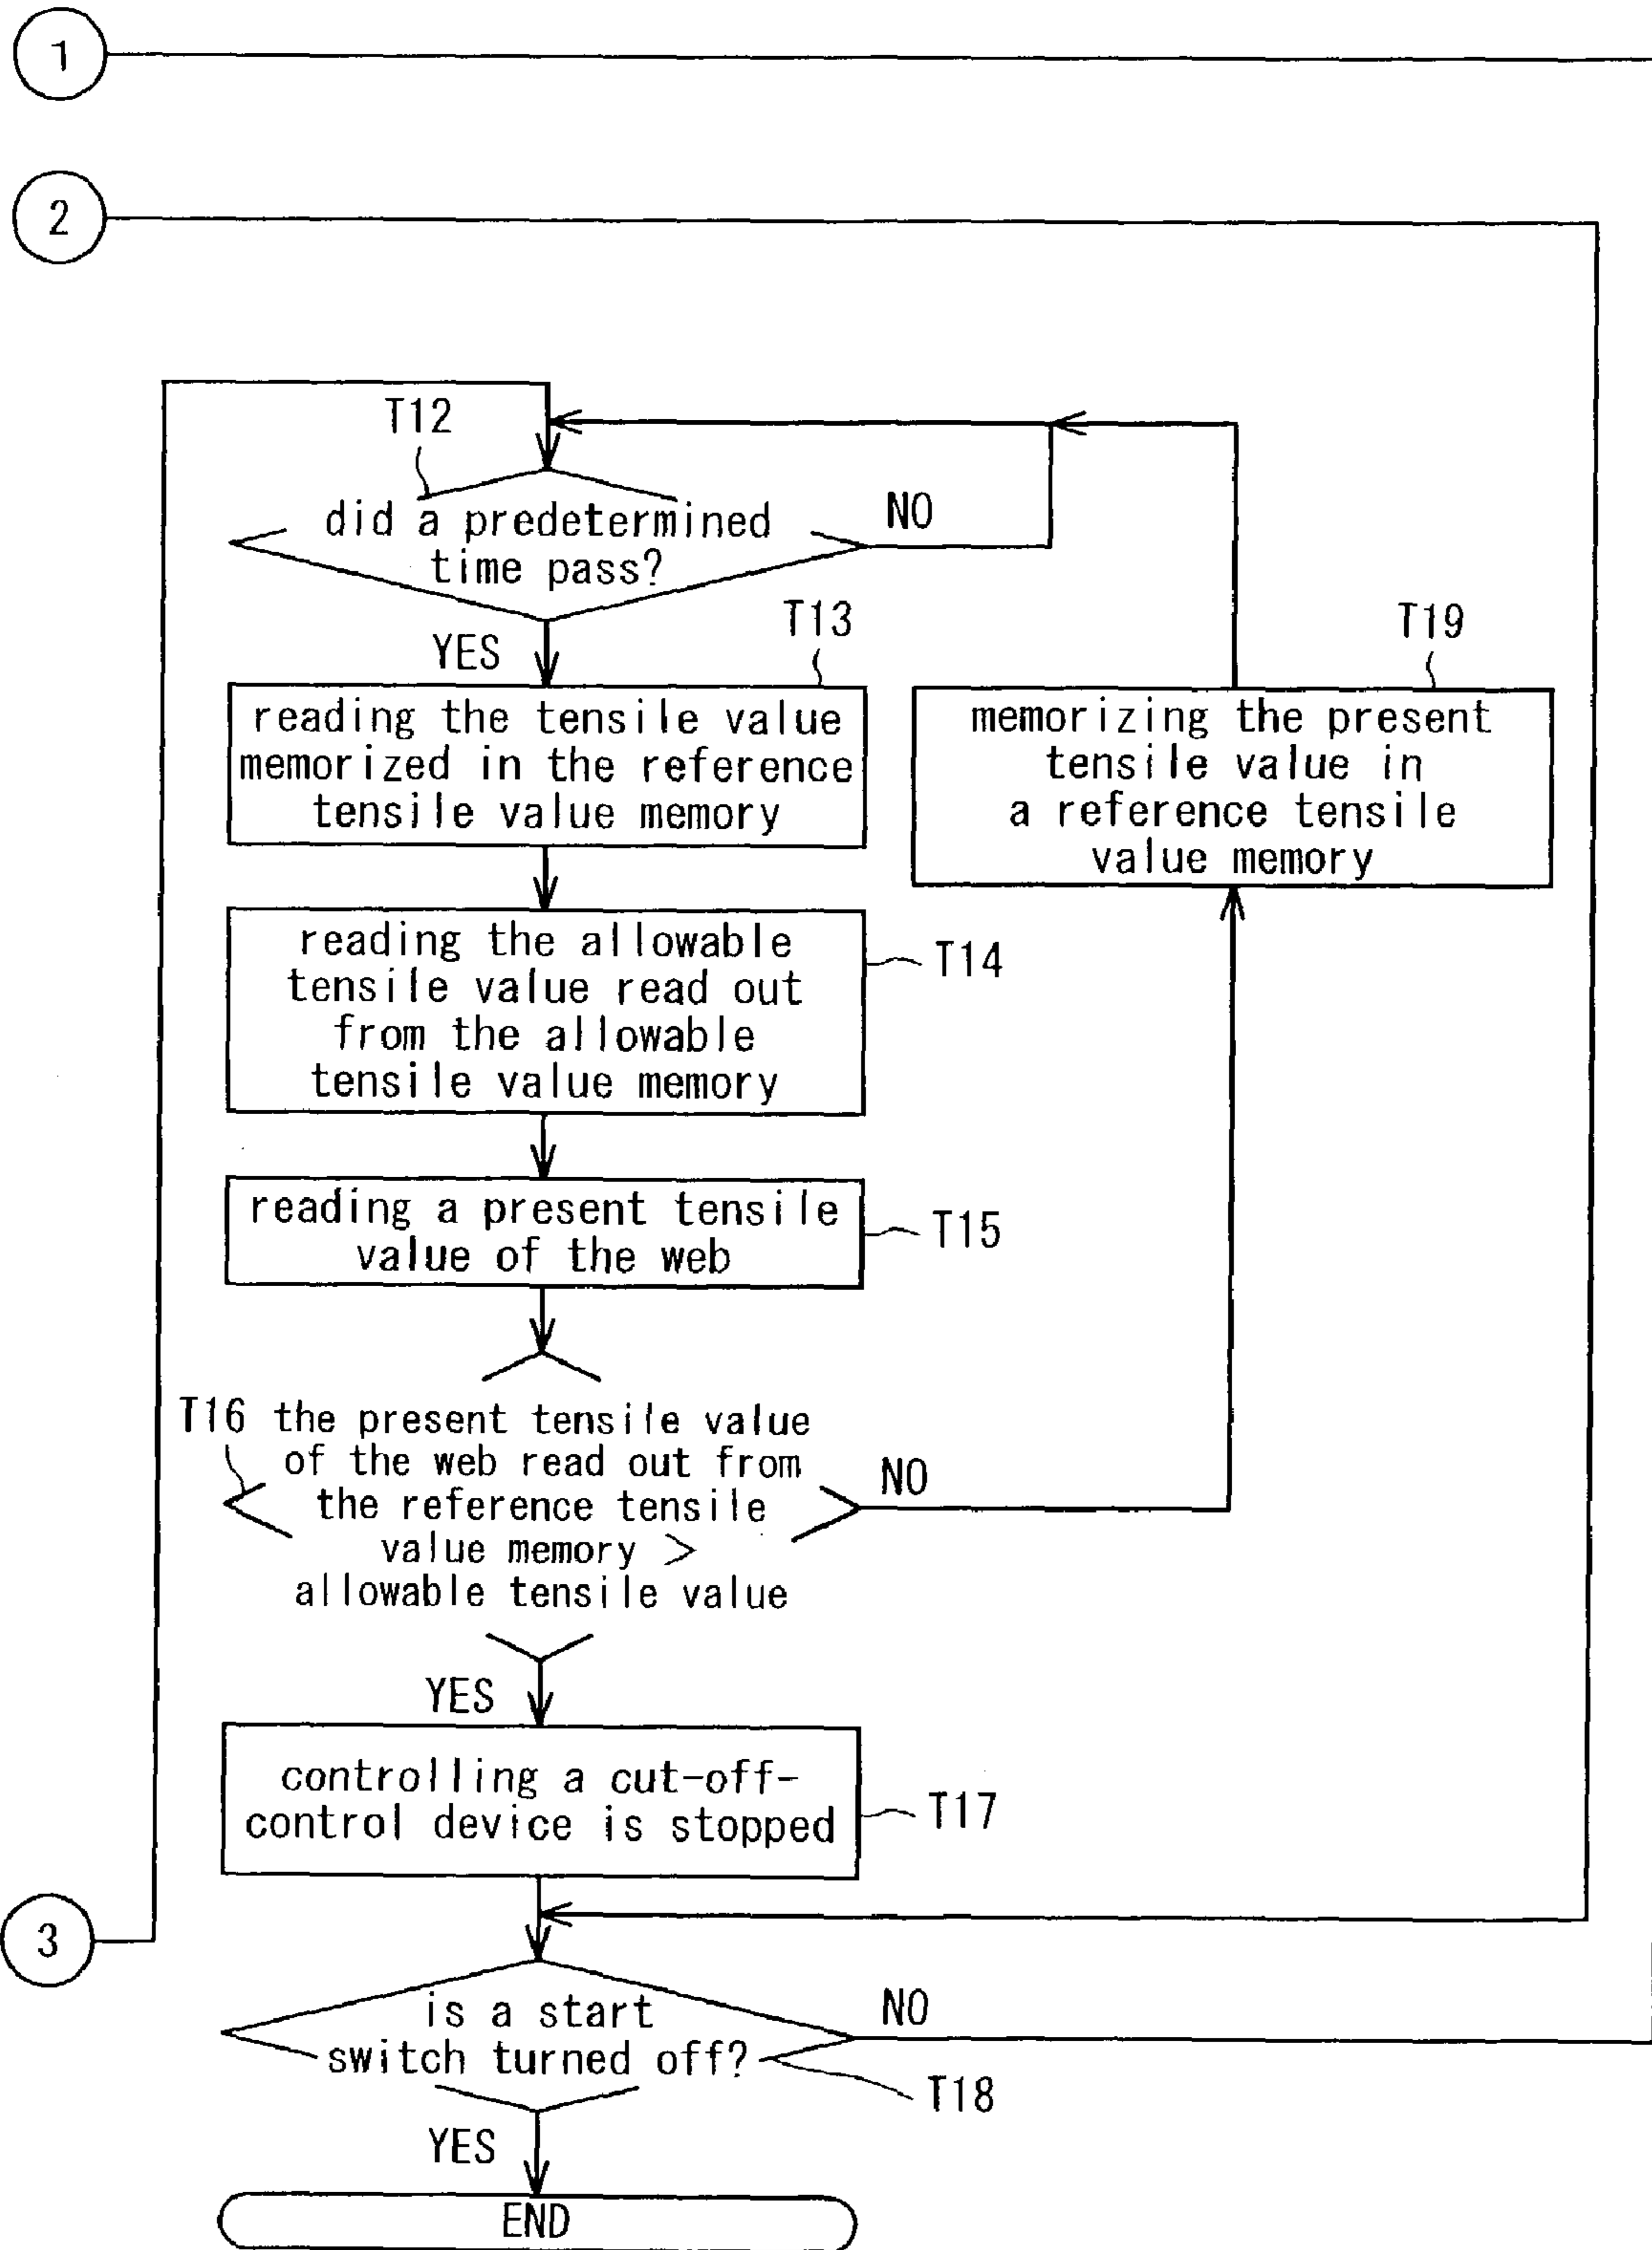 1
2
T12
did a predetermined
time pass?
NO
YES
T13
reading the tensile value
memorized in the reference
tensile value memory
T19
memorizing the present
tensile value in
a reference tensile
value memory
reading the allowable
tensile value read out
from the allowable
tensile value memory
T14
reading a present tensile
value of the web
T15
T16
the present tensile value
of the web read out from
the reference tensile
value memory >
allowable tensile value
NO
YES
controlling a cut-off-
control device is stopped
T17
3
is a start
switch turned off?
NO
T18
YES
END